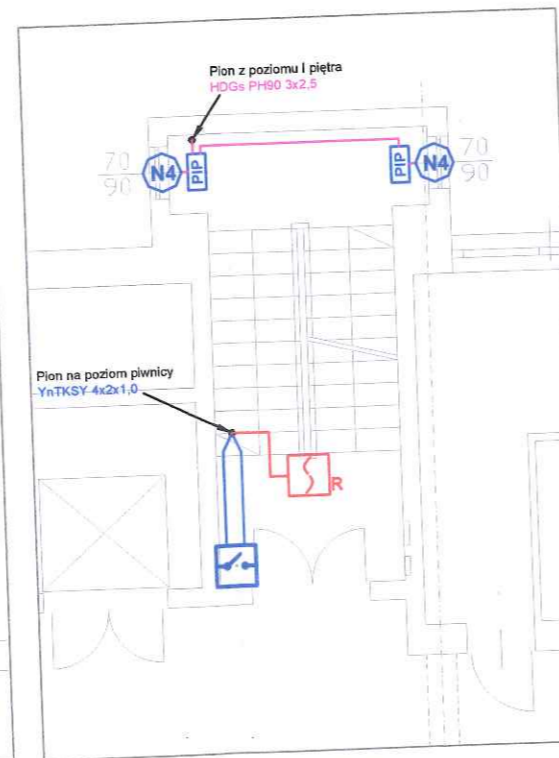 Pion z poziomu I piętra
HDGs PH90 3x2,5
70
90
N4
PIP
PIP
N4
70
90
Pion na poziom piwnicy
YnTKSY 4x2x1,0
R